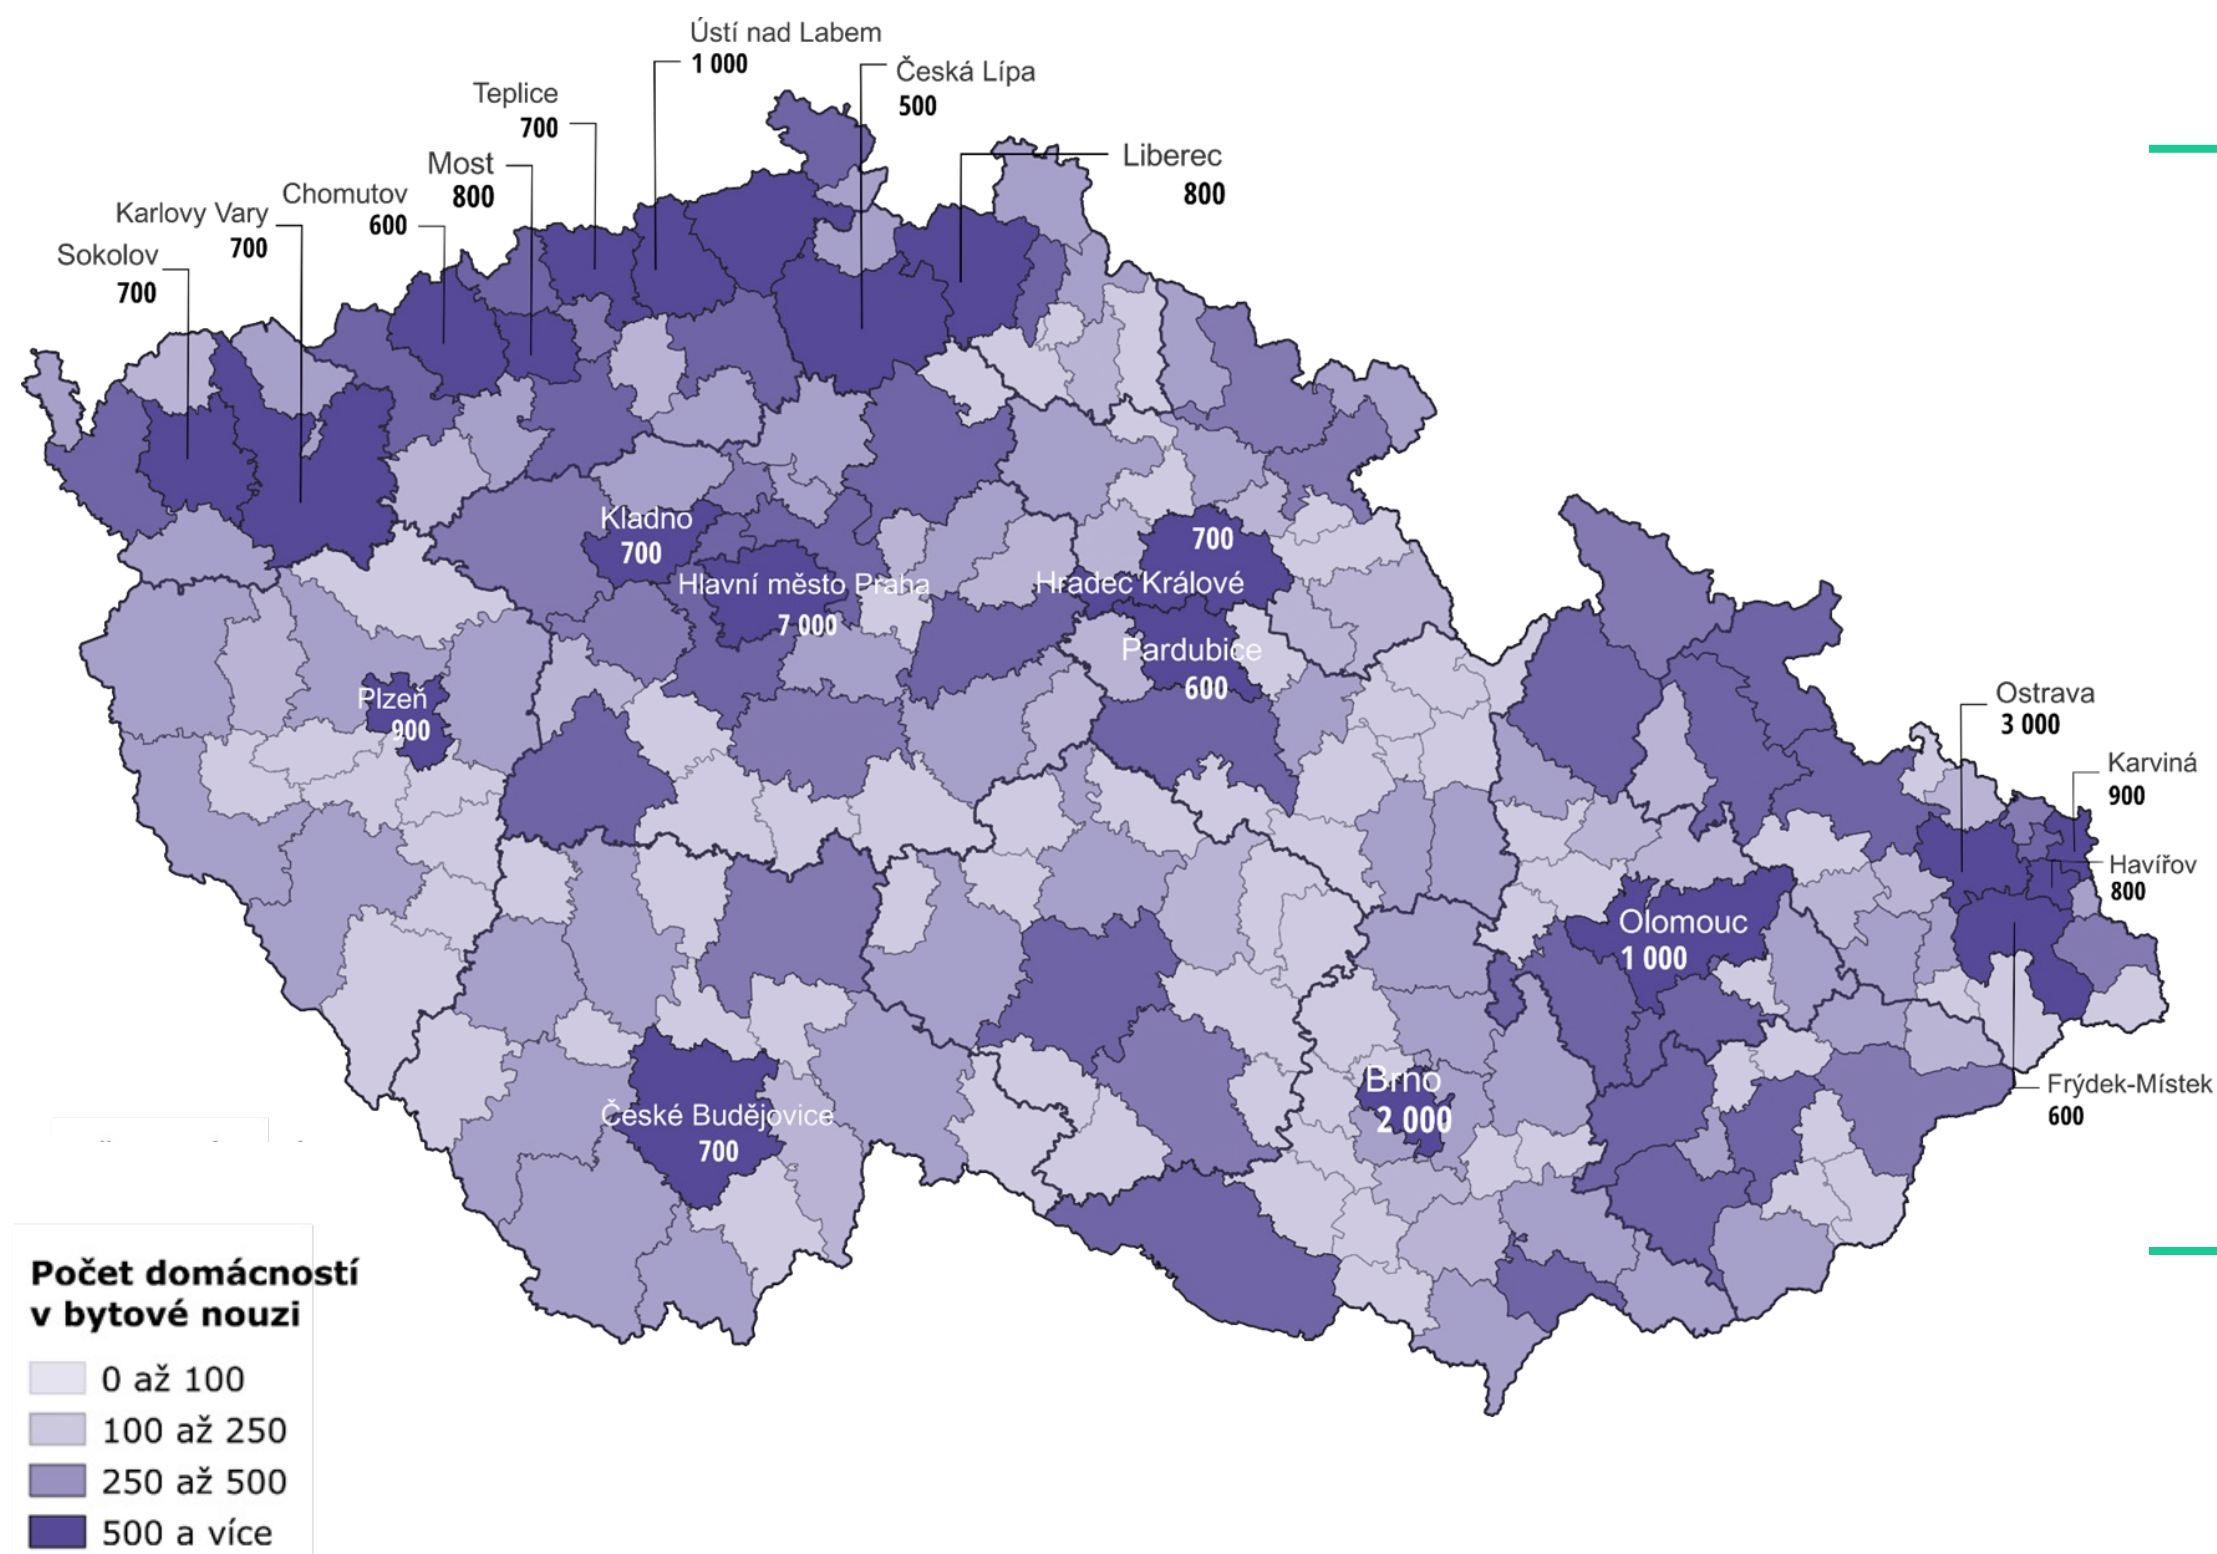 Ústí nad Labem
1 000
Česká Lípa
500
Teplice
700
Most
800
Liberec
800
Chomutov
600
Karlovy Vary
700
Sokolov
700
Kladno
700
700
Hradec Králové
Hlavní město Praha
7 000
Pardubice
600
Plzeň
900
Ostrava
3 000
Karviná
900
Havířov
800
Olomouc
1 000
Brno
2 000
Frýdek-Místek
600
České Budějovice
700
Počet domácností
v bytové nouzi
0 až 100
100 až 250
250 až 500
500 a více